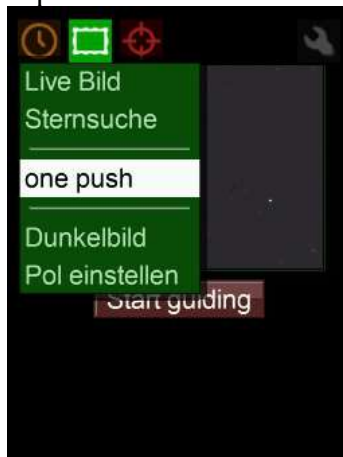 Live Bild
Sternsuche
one push
Dunkelbild
Pol einstellen
Start guiding